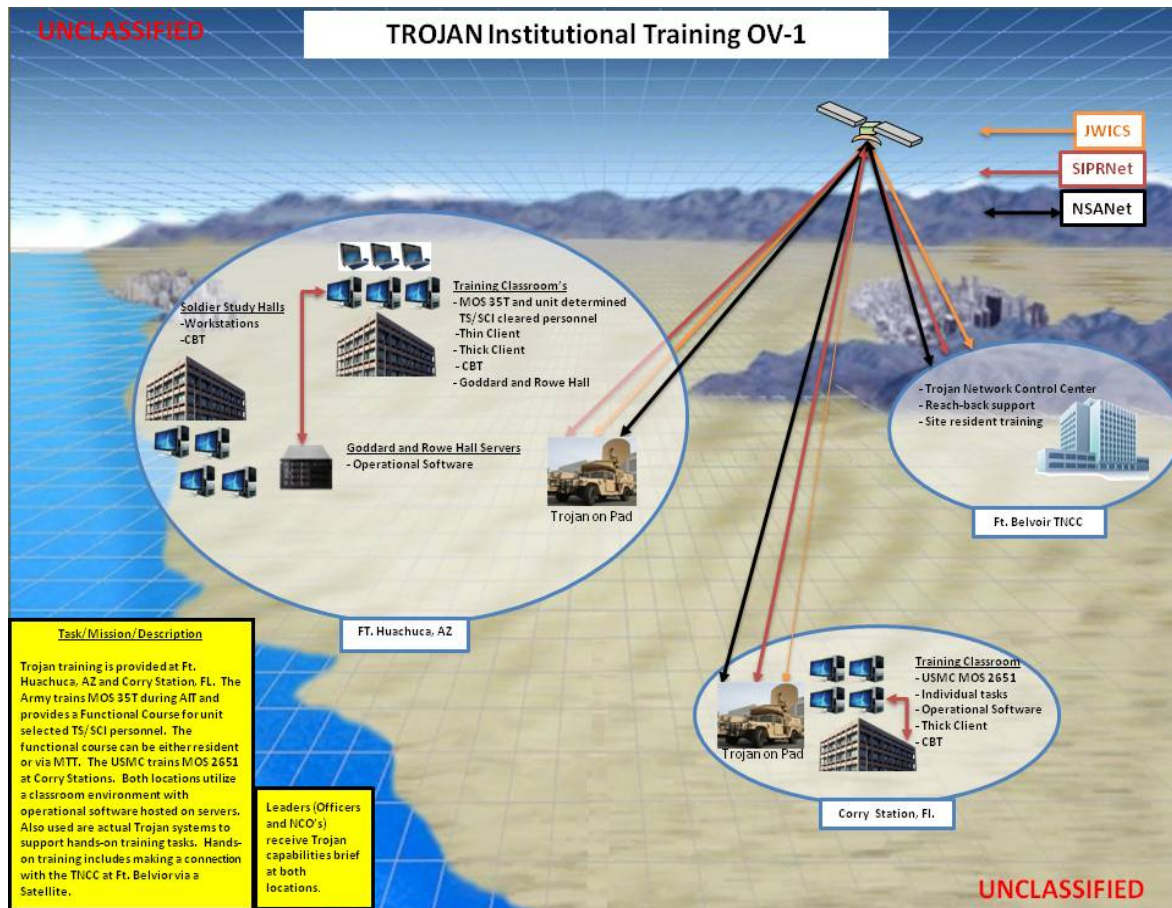 UNCLASSIFIED
TROJAN Institutional Training OV-1
JWICS
SIPRNet
NSANet
Soldier Study Halls
-Workstations
-CBT
Training Classroom's
- MOS 35T and unit determined
TS/SCI cleared personnel
-Thin Client
-Thick Client
-CBT
-Goddard and Rowe Hall
Goddard and Rowe Hall Servers
- Operational Software
Trojan on Pad
FT. Huachuca, AZ
- Trojan Network Control Center
- Reach-back support
- Site resident training
Ft. Belvoir TNCC
Training Classroom
- USMC MOS 2651
- Individual tasks
- Operational Software
- Thick Client
- CBT
Trojan on Pad
Corry Station, Fl.
Task/Mission/Description
Trojan training is provided at Ft.
Huachuca, AZ and Corry Station, FL. The
Army trains MOS 35T during AIT and
provides a Functional Course for unit
selected TS/SCI personnel. The
functional course can be either resident
or via MTT. The USMC trains MOS 2651
at Corry Stations. Both locations utilize
a classroom environment with
operational software hosted on servers.
Also used are actual Trojan systems to
support hands-on training tasks. Hands-
on training includes making a connection
with the TNCC at Ft. Belvior via a
Satellite.
Leaders (Officers
and NCO's)
receive Trojan
capabilities brief
at both
locations.
UNCLASSIFIED